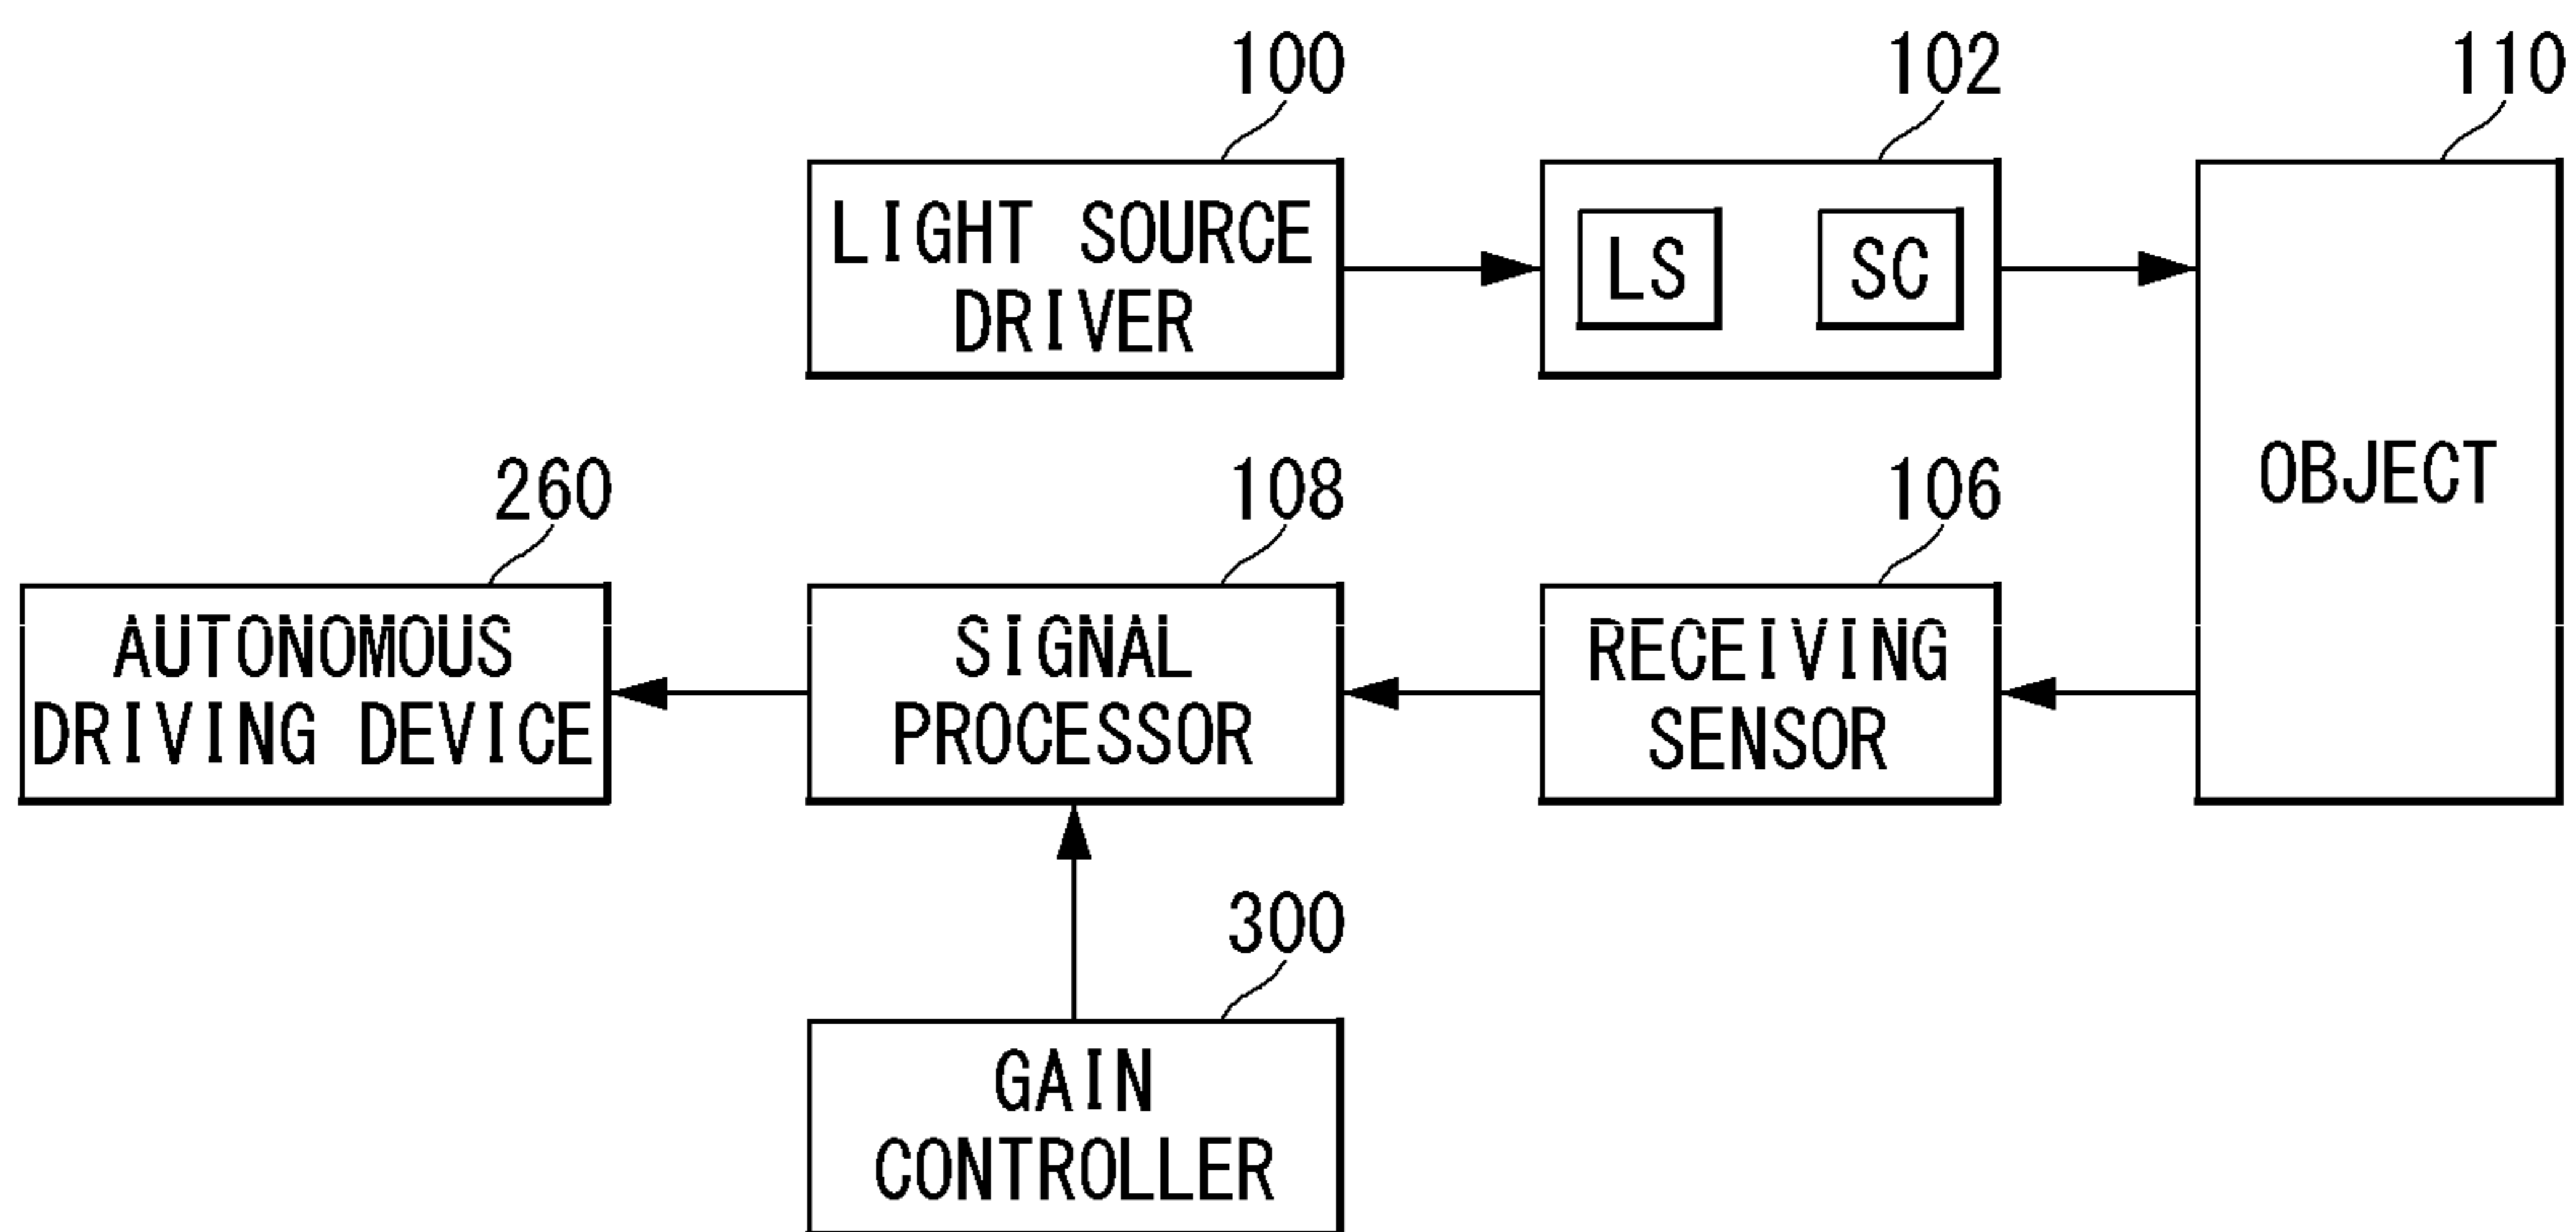 100
102
110
LIGHT SOURCE
DRIVER
LS
SC
OBJECT
260
108
106
AUTONOMOUS
DRIVING DEVICE
SIGNAL
PROCESSOR
RECEIVING
SENSOR
300
GAIN
CONTROLLER